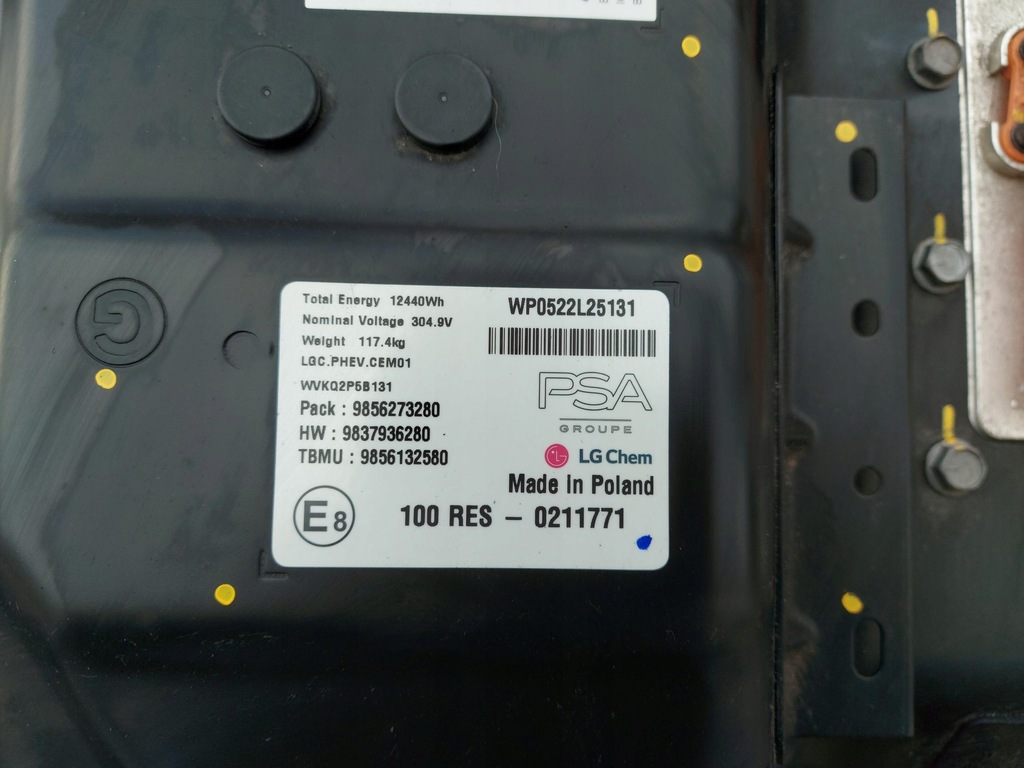 Total Energy 12440Wh
Nominal Voltage 304.9V
Weight 117.4kg
LGC.PHEV.CEM01
WVKQ2P5B131
Pack : 9856273280
HW : 9837936280
TBMU : 9856132580
WP0522L25131
PSA
GROUPE
LG Chem
Made in Poland
E8
100 RES - 0211771
G